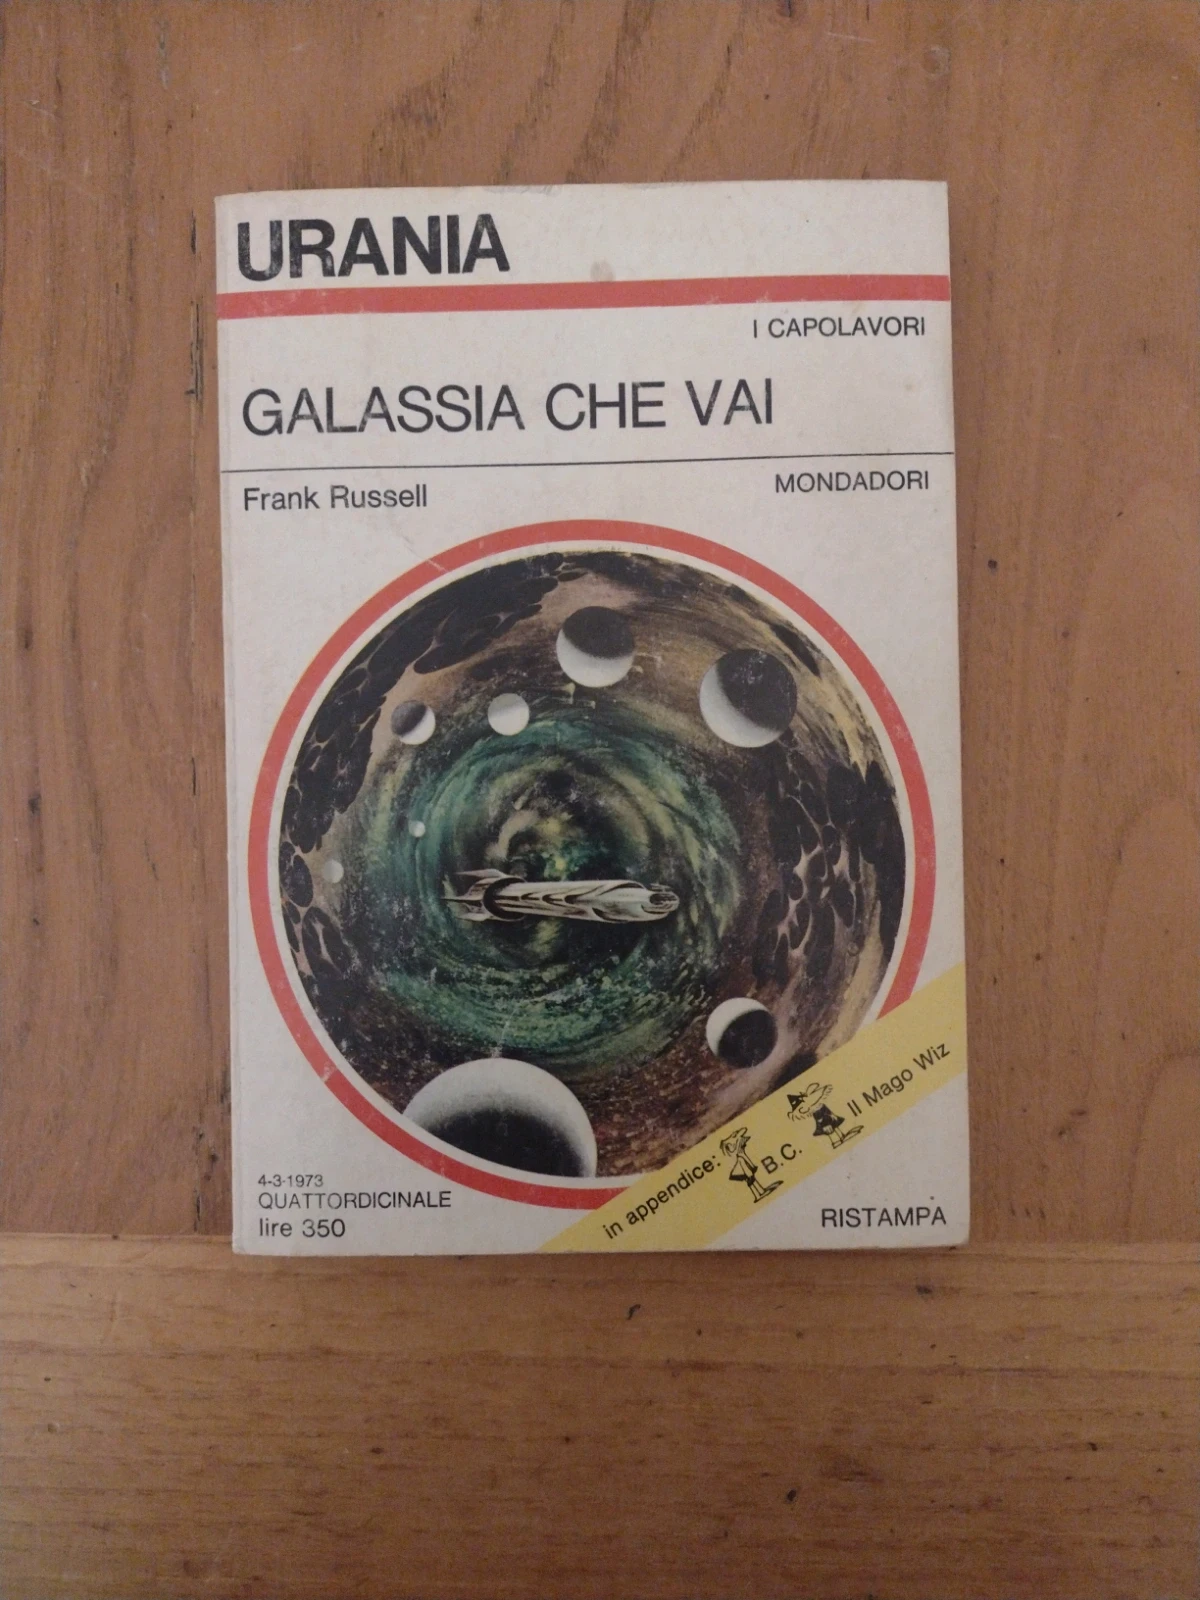 URANIA
I CAPOLAVORI
GALASSIA CHE VAI
Frank Russell
MONDADORI
in appendice: B.C. Il Mago Wiz
4-3-1973
QUATTORDICINALE
lire 350
RISTAMPA